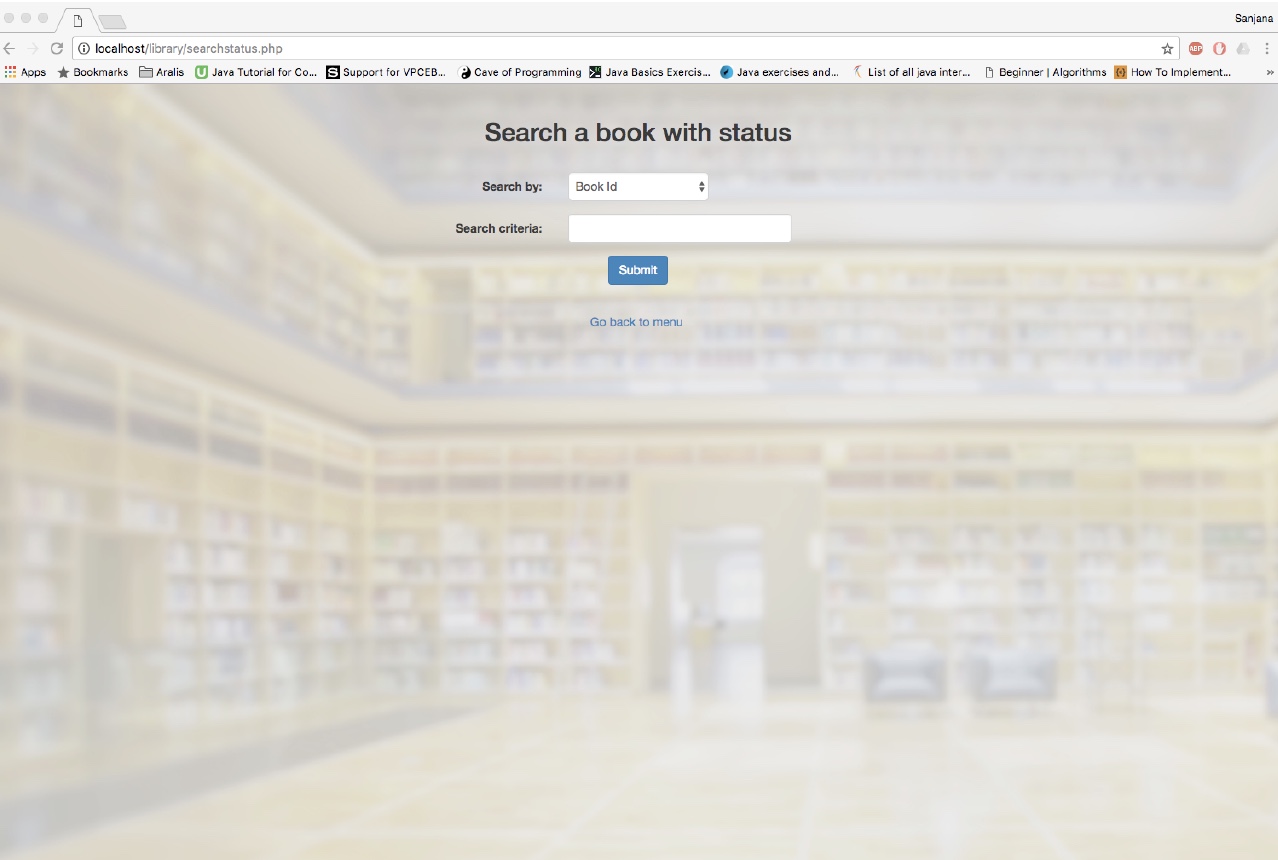 Sanjana
localhost/library/searchstatus.php
Apps Bookmarks Aralis Java Tutorial for Co... Support for VPCEB... Cave of Programming Java Basics Exercis... Java exercises and... List of all java inter... Beginner | Algorithms How To Implement... »
Search a book with status
Search by: Book Id
Search criteria:
Submit
Go back to menu